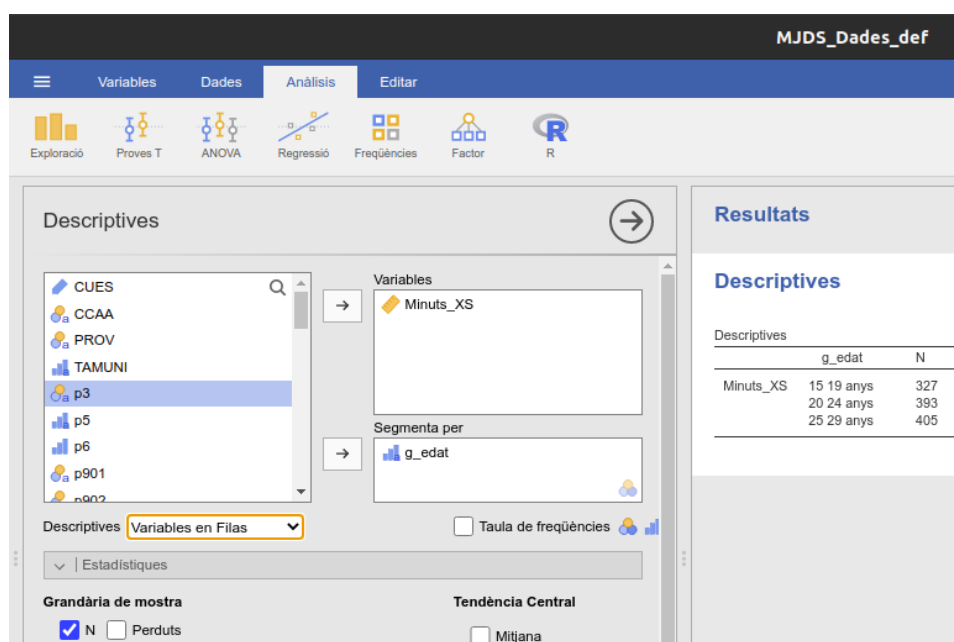 MJDS_Dades_def
Variables Dades Anàlisis Editar
Exploració Proves T ANOVA Regressió Freqüències Factor R
Descriptives
CUES
CCAA
PROV
TAMUNI
p3
p5
p6
p901
p902
Variables
Minuts_XS
Segmenta per
g_edat
Descriptives Variables en Filas
Taula de freqüències
Estadístiques
Grandària de mostra
N Perduts
Tendència Central
Mitjana
Resultats
Descriptives
Descriptives
g_edat N
Minuts_XS 15 19 anys 327
20 24 anys 393
25 29 anys 405